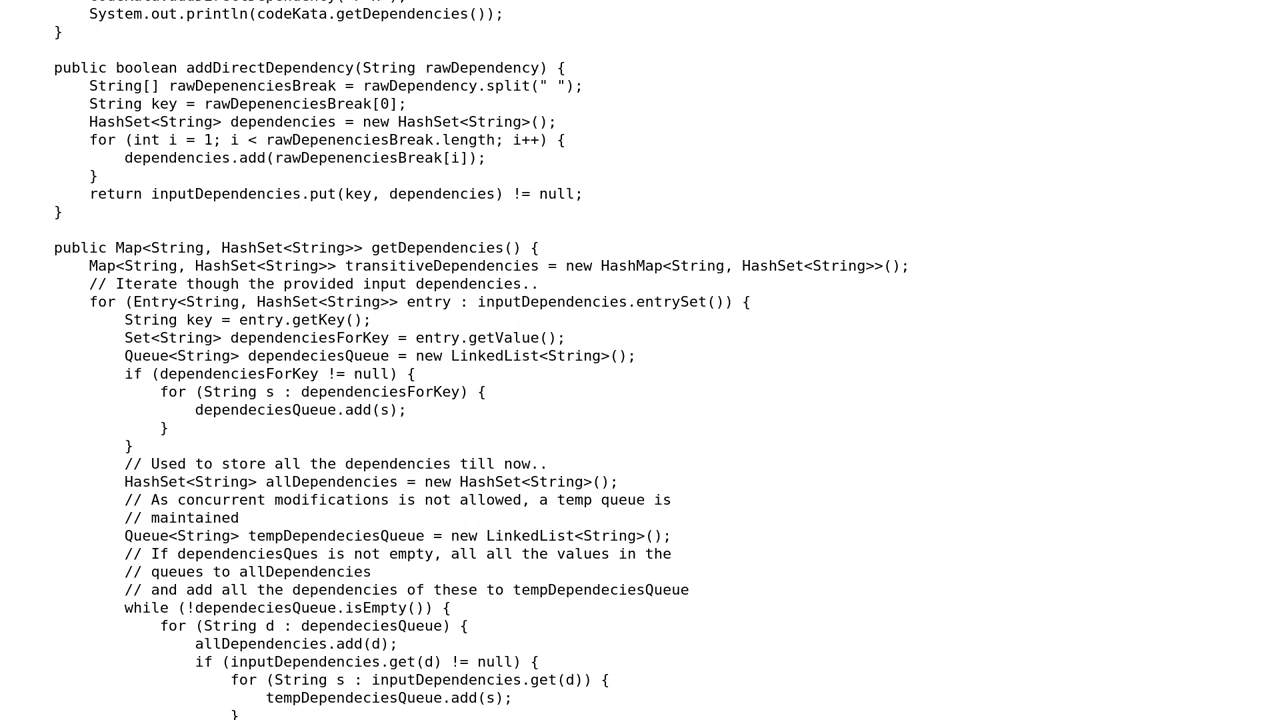 System.out.println(codeKata.getDependencies());
}
public boolean addDirectDependency(String rawDependency) {
String[] rawDepenenciesBreak = rawDependency.split(" ");
String key = rawDepenenciesBreak[0];
HashSet<String> dependencies = new HashSet<String>();
for (int i = 1; i < rawDepenenciesBreak.length; i++) {
dependencies.add(rawDepenenciesBreak[i]);
}
return inputDependencies.put(key, dependencies) != null;
}
public Map<String, HashSet<String>> getDependencies() {
Map<String, HashSet<String>> transitiveDependencies = new HashMap<String, HashSet<String>>();
// Iterate though the provided input dependencies..
for (Entry<String, HashSet<String>> entry : inputDependencies.entrySet()) {
String key = entry.getKey();
Set<String> dependenciesForKey = entry.getValue();
Queue<String> dependeciesQueue = new LinkedList<String>();
if (dependenciesForKey != null) {
for (String s : dependenciesForKey) {
dependeciesQueue.add(s);
}
}
// Used to store all the dependencies till now..
HashSet<String> allDependencies = new HashSet<String>();
// As concurrent modifications is not allowed, a temp queue is
// maintained
Queue<String> tempDependeciesQueue = new LinkedList<String>();
// If dependenciesQues is not empty, all all the values in the
// queues to allDependencies
// and add all the dependencies of these to tempDependeciesQueue
while (!dependeciesQueue.isEmpty()) {
for (String d : dependeciesQueue) {
allDependencies.add(d);
if (inputDependencies.get(d) != null) {
for (String s : inputDependencies.get(d)) {
tempDependeciesQueue.add(s);
}